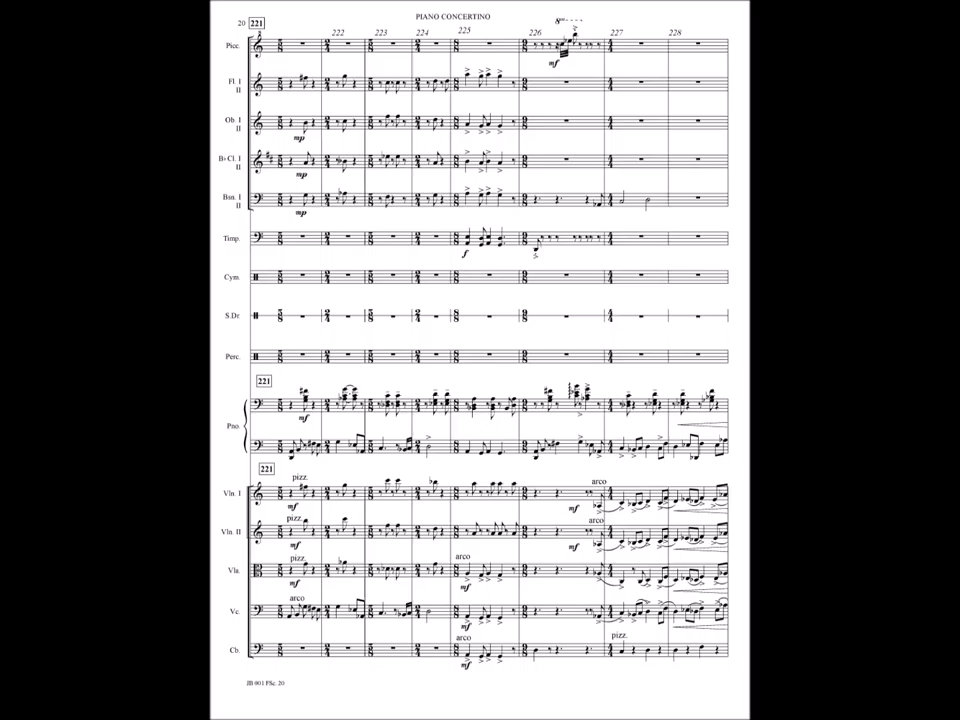 PIANO CONCERTINO
20 221
222 223 224 225 226 227 228
8va
Picc.
mf
Fl. I
II
Ob. I
II
mp
B♭ Cl. I
II
mp
Bsn. I
II
mp
Timp.
f
Cym.
S.Dr.
Perc.
221
mf
Pno.
221
pizz. arco
Vln. I
mf mf
pizz. arco
Vln. II
mf mf
pizz. arco
Vla.
mf mf
arco
Vc.
mf
arco pizz.
Cb.
mf
JB 001 FSc. 20